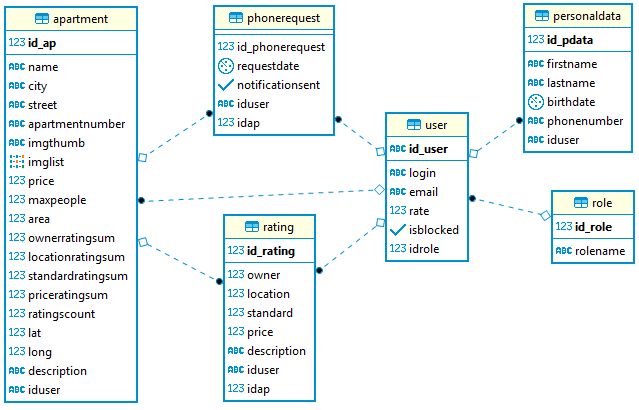 apartment
123 id_ap
ABC name
ABC city
ABC street
ABC apartmentnumber
ABC imgthumb
imglist
123 price
123 maxpeople
123 area
123 ownerratingsum
123 locationratingsum
123 standardratingsum
123 priceratingsum
123 ratingscount
123 lat
123 long
ABC description
ABC iduser
phonerequest
123 id_phonerequest
requestdate
notificationsent
ABC iduser
123 idap
rating
123 id_rating
123 owner
123 location
123 standard
123 price
ABC description
ABC iduser
123 idap
user
ABC id_user
ABC login
ABC email
123 rate
isblocked
123 idrole
personaldata
123 id_pdata
ABC firstname
ABC lastname
birthdate
ABC phonenumber
ABC iduser
role
123 id_role
ABC rolename